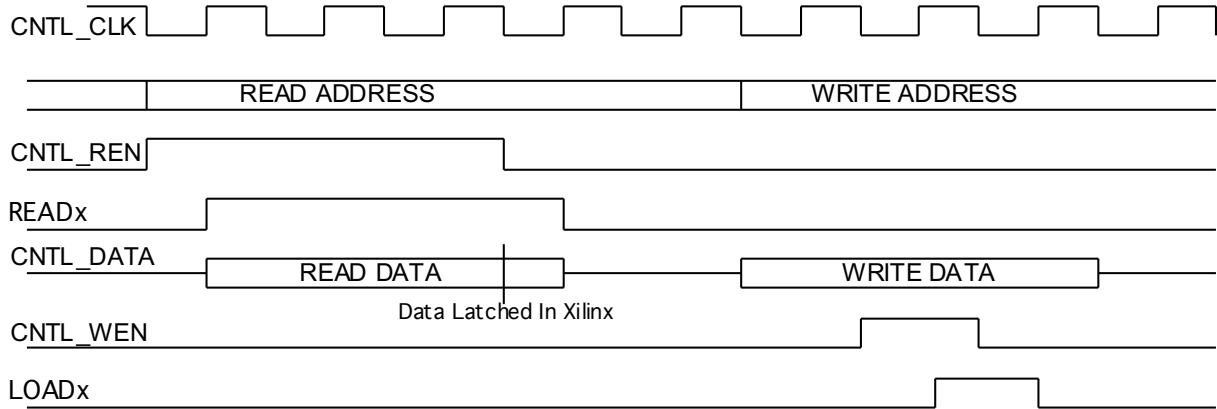 CNTL_CLK
READ ADDRESS WRITE ADDRESS
CNTL_REN
READx
CNTL_DATA
READ DATA WRITE DATA
Data Latched In Xilinx
CNTL_WEN
LOADx